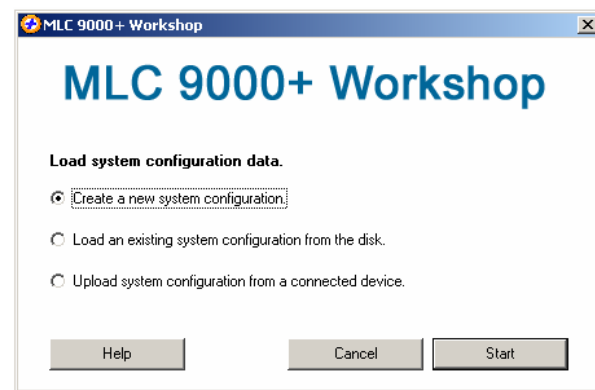 MLC 9000+ Workshop
MLC 9000+ Workshop
Load system configuration data.
Create a new system configuration.
Load an existing system configuration from the disk.
Upload system configuration from a connected device.
Help Cancel Start